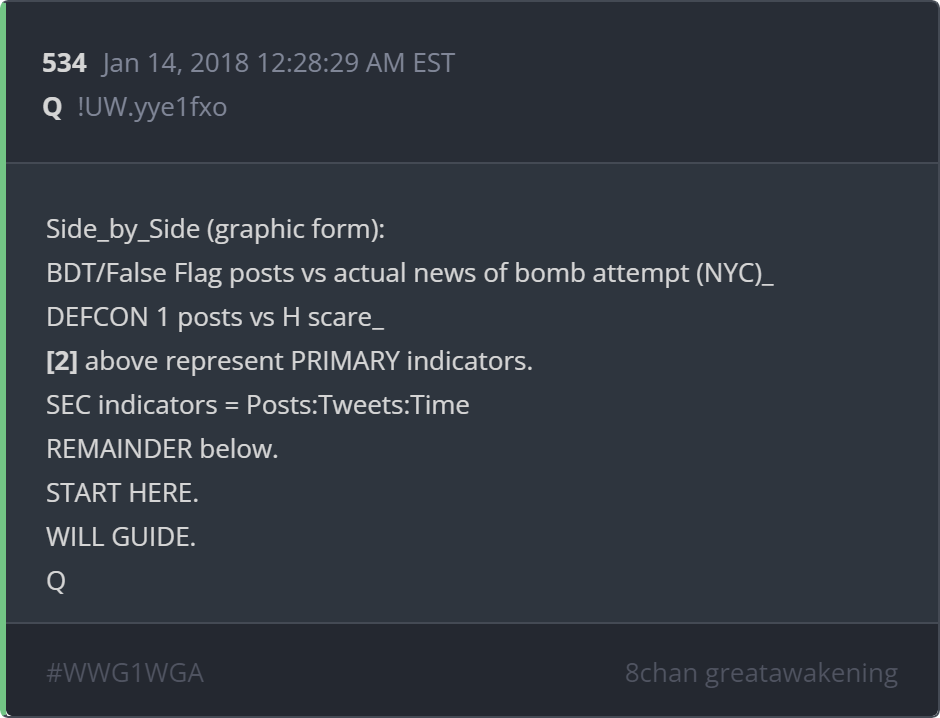 534 Jan 14, 2018 12:28:29 AM EST
Q !UW.yye1fxo
Side_by_Side (graphic form):
BDT/False Flag posts vs actual news of bomb attempt (NYC)_
DEFCON 1 posts vs H scare_
[2] above represent PRIMARY indicators.
SEC indicators = Posts:Tweets:Time
REMAINDER below.
START HERE.
WILL GUIDE.
Q
#WWG1WGA 8chan greatawakening